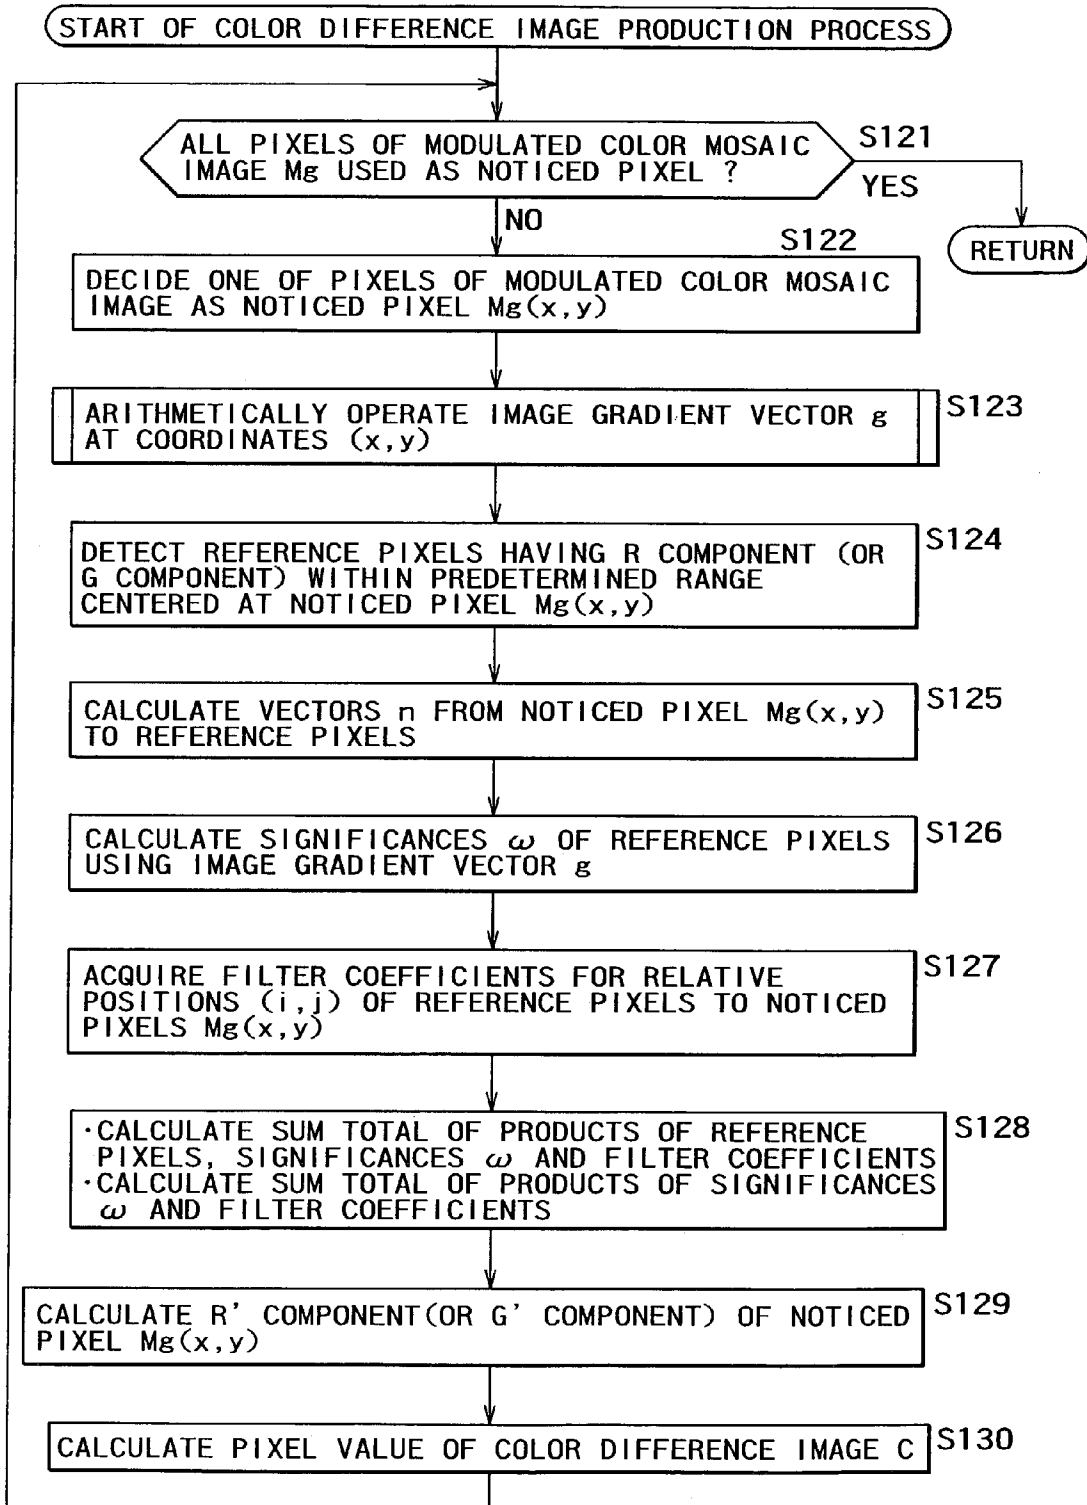 START OF COLOR DIFFERENCE IMAGE PRODUCTION PROCESS
ALL PIXELS OF MODULATED COLOR MOSAIC
IMAGE Mg USED AS NOTICED PIXEL ?
S121
YES
NO
RETURN
S122
DECIDE ONE OF PIXELS OF MODULATED COLOR MOSAIC
IMAGE AS NOTICED PIXEL Mg(x,y)
ARITHMETICALLY OPERATE IMAGE GRADIENT VECTOR g
AT COORDINATES (x,y)
S123
DETECT REFERENCE PIXELS HAVING R COMPONENT (OR
G COMPONENT) WITHIN PREDETERMINED RANGE
CENTERED AT NOTICED PIXEL Mg(x,y)
S124
CALCULATE VECTORS n FROM NOTICED PIXEL Mg(x,y)
TO REFERENCE PIXELS
S125
CALCULATE SIGNIFICANCES ω OF REFERENCE PIXELS
USING IMAGE GRADIENT VECTOR g
S126
ACQUIRE FILTER COEFFICIENTS FOR RELATIVE
POSITIONS (i,j) OF REFERENCE PIXELS TO NOTICED
PIXELS Mg(x,y)
S127
·CALCULATE SUM TOTAL OF PRODUCTS OF REFERENCE
PIXELS, SIGNIFICANCES ω AND FILTER COEFFICIENTS
·CALCULATE SUM TOTAL OF PRODUCTS OF SIGNIFICANCES
ω AND FILTER COEFFICIENTS
S128
CALCULATE R' COMPONENT(OR G' COMPONENT) OF NOTICED
PIXEL Mg(x,y)
S129
CALCULATE PIXEL VALUE OF COLOR DIFFERENCE IMAGE C
S130